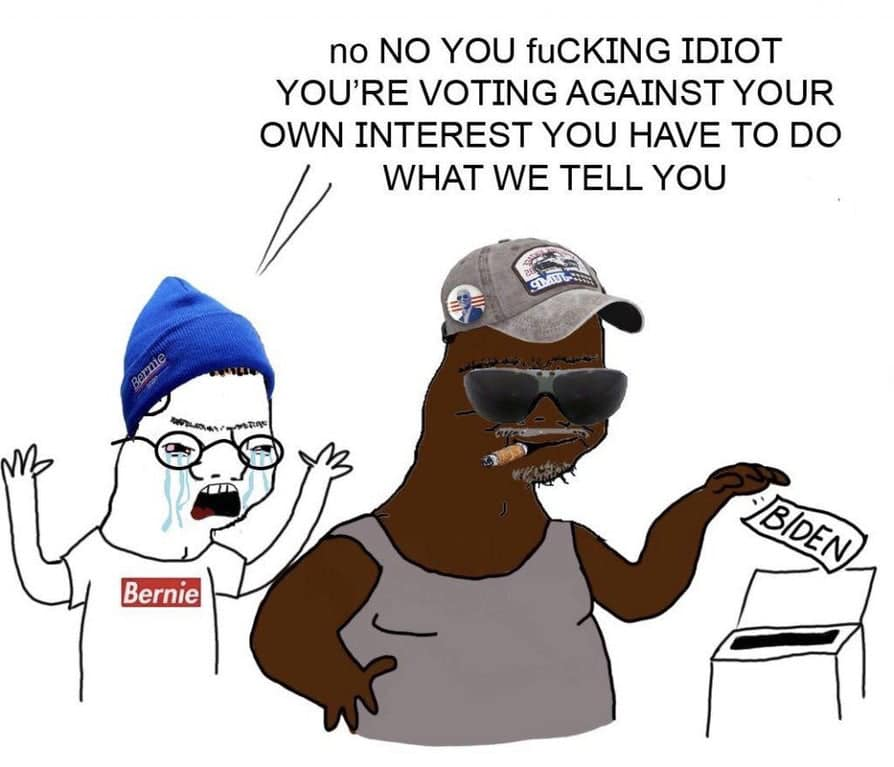 no NO YOU fuCKING IDIOT
YOU'RE VOTING AGAINST YOUR
OWN INTEREST YOU HAVE TO DO
WHAT WE TELL YOU
Bernie
Bernie
BIDEN